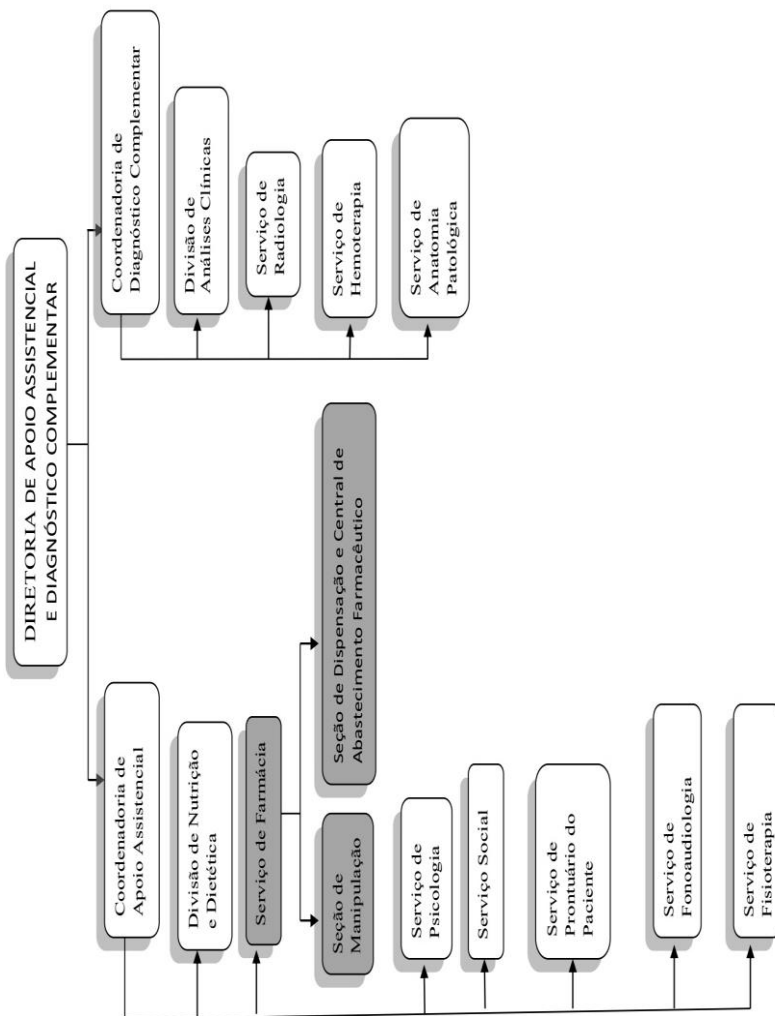 DIRETORIA DE APOIO ASSISTENCIAL
E DIAGNÓSTICO COMPLEMENTAR
Coordenadoria de
Apoio Assistencial
Divisão de Nutrição
e Dietética
Serviço de Farmácia
Seção de
Manipulação
Seção de Dispensação e Central de
Abastecimento Farmacêutico
Serviço de
Psicologia
Serviço Social
Serviço de
Prontuário do
Paciente
Serviço de
Fonoaudiologia
Serviço de
Fisioterapia
Coordenadoria de
Diagnóstico Complementar
Divisão de
Análises Clínicas
Serviço de
Radiologia
Serviço de
Hemoterapia
Serviço de
Anatomia
Patológica